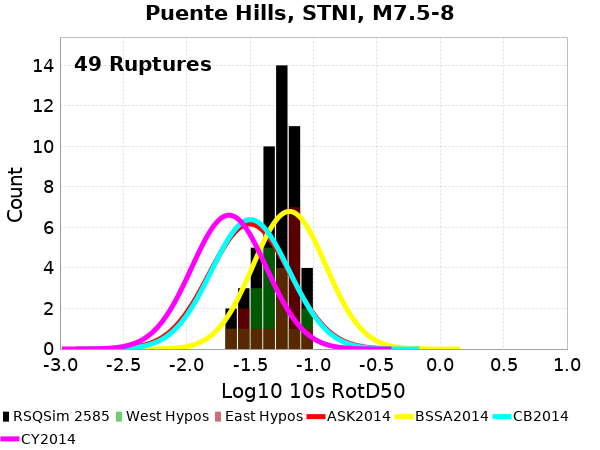 Puente Hills, STNI, M7.5-8
49 Ruptures
Count
14
12
10
8
6
4
2
0
-3.0 -2.5 -2.0 -1.5 -1.0 -0.5 0.0 0.5 1.0
Log10 10s RotD50
RSQSim 2585 West Hypos East Hypos ASK2014 BSSA2014 CB2014
CY2014